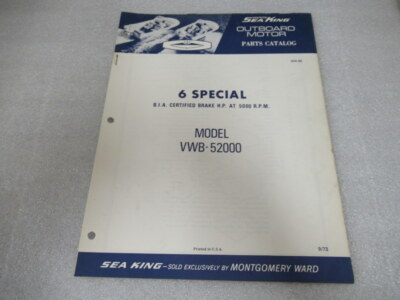 SEA KING
OUTBOARD
MOTOR
PARTS CATALOG
6 SPECIAL
B.I.A. CERTIFIED BRAKE H.P. AT 5000 R.P.M.
MODEL
VWB-52000
Printed in U.S.A.
SEA KING—SOLD EXCLUSIVELY BY MONTGOMERY WARD